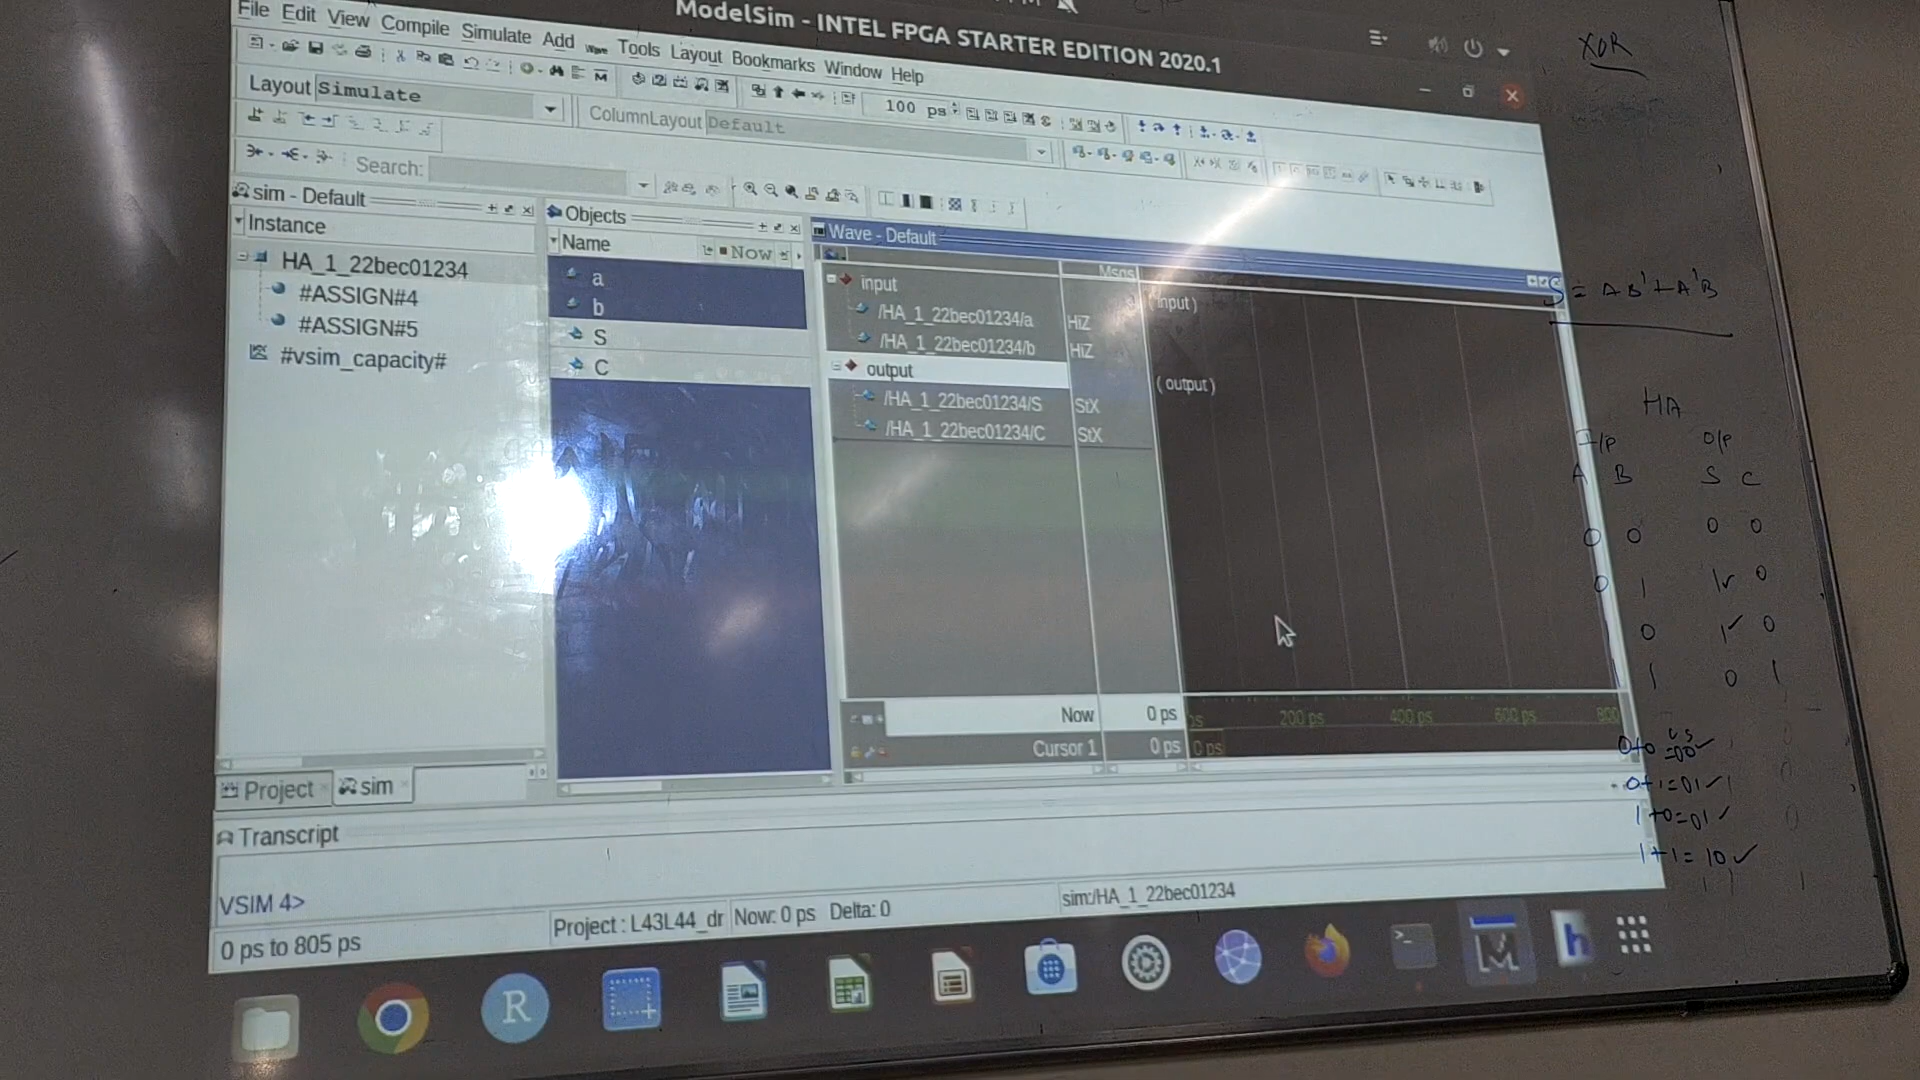 ModelSim - INTEL FPGA STARTER EDITION 2020.1
File Edit View Compile Simulate Add Wave Tools Layout Bookmarks Window Help
100 ps
Layout Simulate
ColumnLayout Default
Search:
sim - Default
Instance
HA_1_22bec01234
#ASSIGN#4
#ASSIGN#5
#vsim_capacity#
Objects
Name
Now
a
b
S
C
Wave - Default
Msgs
input
( input )
/HA_1_22bec01234/a HiZ
/HA_1_22bec01234/b HiZ
output
( output )
/HA_1_22bec01234/S StX
/HA_1_22bec01234/C StX
Now 0 ps
200 ps 400 ps 600 ps 800
Cursor 1 0 ps 0 ps
Project sim
Transcript
VSIM 4>
0 ps to 805 ps
Project : L43L44_dr Now: 0 ps Delta: 0
sim:/HA_1_22bec01234
R
M
h
XOR
S = AB' + A'B
HA
I/P O/P
A B S C
0 0 0 0
0 1 1✓ 0
0 1✓ 0
1 1 0 1
C S
0+0 =00✓
0+1=01✓
1+0=01✓
1+1=10✓